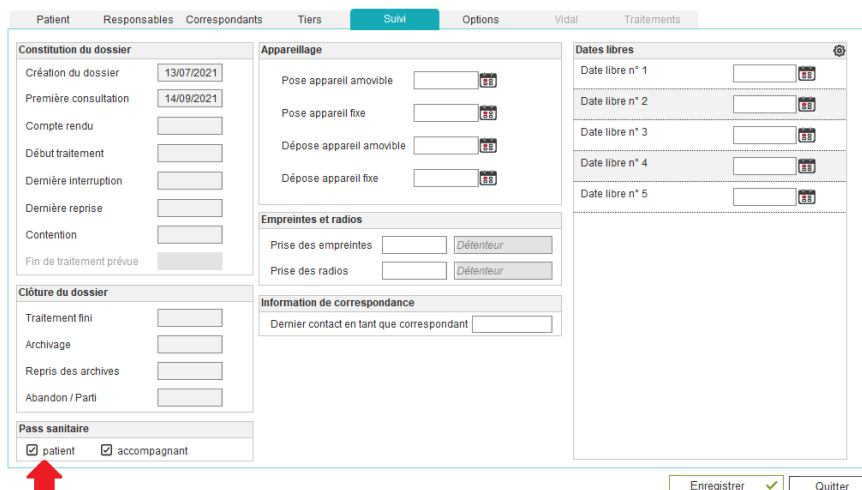 Patient Responsables Correspondants Tiers Suivi Options Vidal Traitements
Constitution du dossier
Création du dossier 13/07/2021
Première consultation 14/09/2021
Compte rendu
Début traitement
Dernière interruption
Dernière reprise
Contention
Fin de traitement prévue
Clôture du dossier
Traitement fini
Archivage
Repris des archives
Abandon / Parti
Pass sanitaire
patient accompagnant
Appareillage
Pose appareil amovible
Pose appareil fixe
Dépose appareil amovible
Dépose appareil fixe
Empreintes et radios
Prise des empreintes Détenteur
Prise des radios Détenteur
Information de correspondance
Dernier contact en tant que correspondant
Dates libres
Date libre n° 1
Date libre n° 2
Date libre n° 3
Date libre n° 4
Date libre n° 5
Enregistrer Quitter